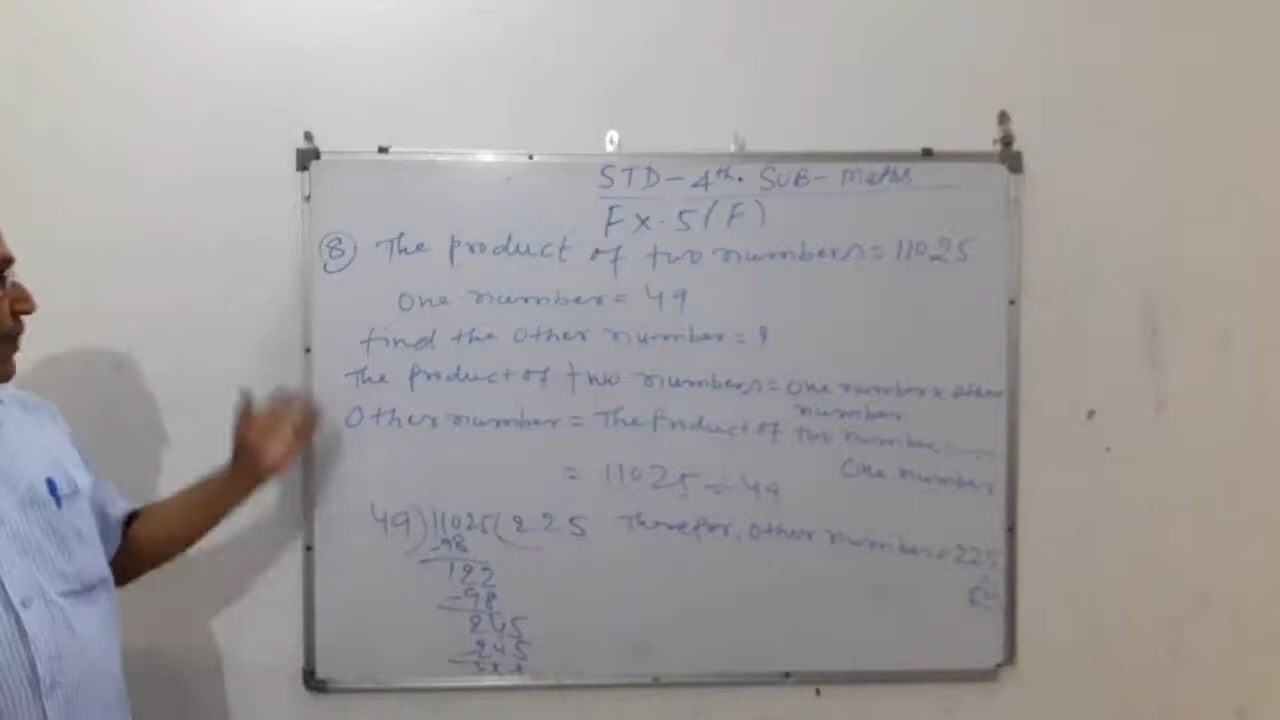 STD-4th. SUB-Maths
Ex.5(F)
8 The product of two numbers=11025
one number=49
find the other number=?
The product of two numbers=one number x other
number
Other number=The product of two number÷
one number
=11025÷49
49)11025(225 Therefor, other number=225
-98
122
-98
245
-245
xxx